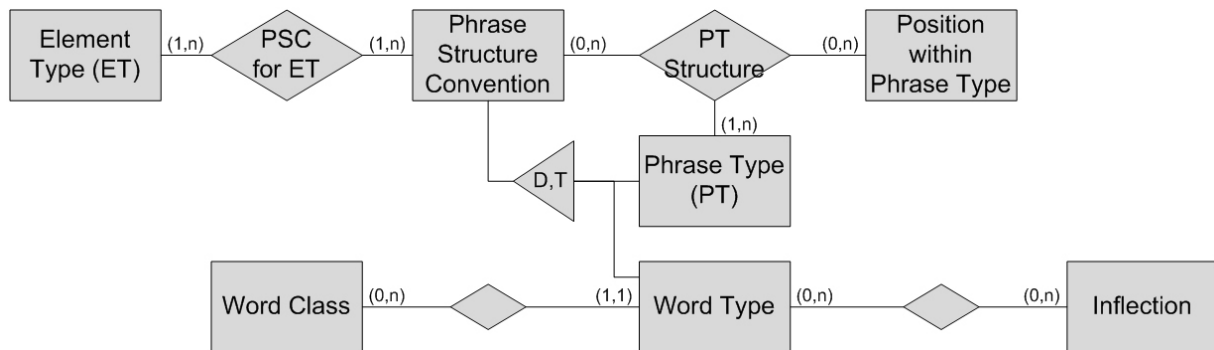 Element
Type (ET)
(1,n)
PSC
for ET
(1,n)
Phrase
Structure
Convention
(0,n)
PT
Structure
(0,n)
Position
within
Phrase Type
(1,n)
D,T
Phrase Type
(PT)
Word Class
(0,n)
(1,1)
Word Type
(0,n)
(0,n)
Inflection